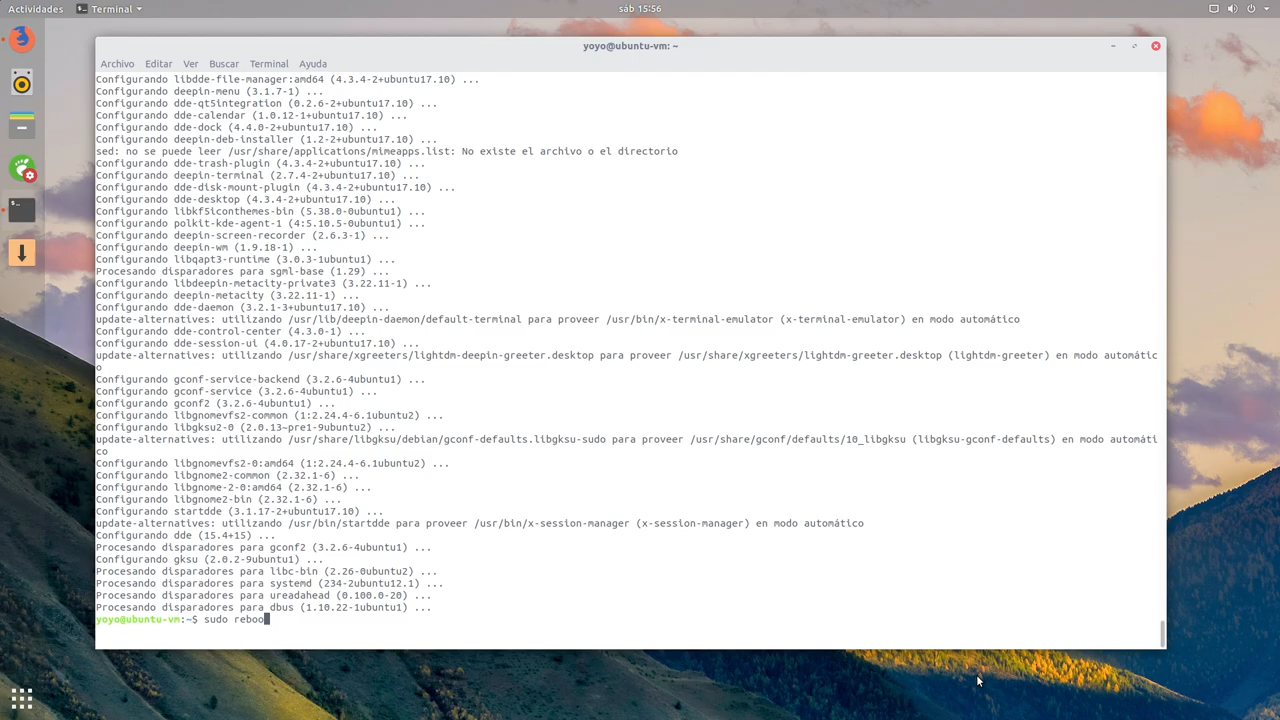 Actividades
Terminal
sáb 15:56
yoyo@ubuntu-vm: ~
Archivo Editar Ver Buscar Terminal Ayuda
Configurando libdde-file-manager:amd64 (4.3.4-2+ubuntu17.10) ...
Configurando deepin-menu (3.1.7-1) ...
Configurando dde-qt5integration (0.2.6-2+ubuntu17.10) ...
Configurando dde-calendar (1.0.12-1+ubuntu17.10) ...
Configurando dde-dock (4.4.0-2+ubuntu17.10) ...
Configurando deepin-deb-installer (1.2-2+ubuntu17.10) ...
sed: no se puede leer /usr/share/applications/mimeapps.list: No existe el archivo o el directorio
Configurando dde-trash-plugin (4.3.4-2+ubuntu17.10) ...
Configurando deepin-terminal (2.7.4-2+ubuntu17.10) ...
Configurando dde-disk-mount-plugin (4.3.4-2+ubuntu17.10) ...
Configurando dde-desktop (4.3.4-2+ubuntu17.10) ...
Configurando libkf5iconthemes-bin (5.38.0-0ubuntu1) ...
Configurando polkit-kde-agent-1 (4:5.10.5-0ubuntu1) ...
Configurando deepin-screen-recorder (2.6.3-1) ...
Configurando deepin-wm (1.9.18-1) ...
Configurando libqapt3-runtime (3.0.3-1ubuntu1) ...
Procesando disparadores para sgml-base (1.29) ...
Configurando libdeepin-metacity-private3 (3.22.11-1) ...
Configurando deepin-metacity (3.22.11-1) ...
Configurando dde-daemon (3.2.1-3+ubuntu17.10) ...
update-alternatives: utilizando /usr/lib/deepin-daemon/default-terminal para proveer /usr/bin/x-terminal-emulator (x-terminal-emulator) en modo automático
Configurando dde-control-center (4.3.0-1) ...
Configurando dde-session-ui (4.0.17-2+ubuntu17.10) ...
update-alternatives: utilizando /usr/share/xgreeters/lightdm-deepin-greeter.desktop para proveer /usr/share/xgreeters/lightdm-greeter.desktop (lightdm-greeter) en modo automátic
o
Configurando gconf-service-backend (3.2.6-4ubuntu1) ...
Configurando gconf-service (3.2.6-4ubuntu1) ...
Configurando gconf2 (3.2.6-4ubuntu1) ...
Configurando libgnomevfs2-common (1:2.24.4-6.1ubuntu2) ...
Configurando libgksu2-0 (2.0.13~pre1-9ubuntu2) ...
update-alternatives: utilizando /usr/share/libgksu/debian/gconf-defaults.libgksu-sudo para proveer /usr/share/gconf/defaults/10_libgksu (libgksu-gconf-defaults) en modo automáti
co
Configurando libgnomevfs2-0:amd64 (1:2.24.4-6.1ubuntu2) ...
Configurando libgnome2-common (2.32.1-6) ...
Configurando libgnome-2-0:amd64 (2.32.1-6) ...
Configurando libgnome2-bin (2.32.1-6) ...
Configurando startdde (3.1.17-2+ubuntu17.10) ...
update-alternatives: utilizando /usr/bin/startdde para proveer /usr/bin/x-session-manager (x-session-manager) en modo automático
Configurando dde (15.4+15) ...
Procesando disparadores para gconf2 (3.2.6-4ubuntu1) ...
Configurando gksu (2.0.2-9ubuntu1) ...
Procesando disparadores para libc-bin (2.26-0ubuntu2) ...
Procesando disparadores para systemd (234-2ubuntu12.1) ...
Procesando disparadores para ureadahead (0.100.0-20) ...
Procesando disparadores para dbus (1.10.22-1ubuntu1) ...
yoyo@ubuntu-vm:~$ sudo reboo